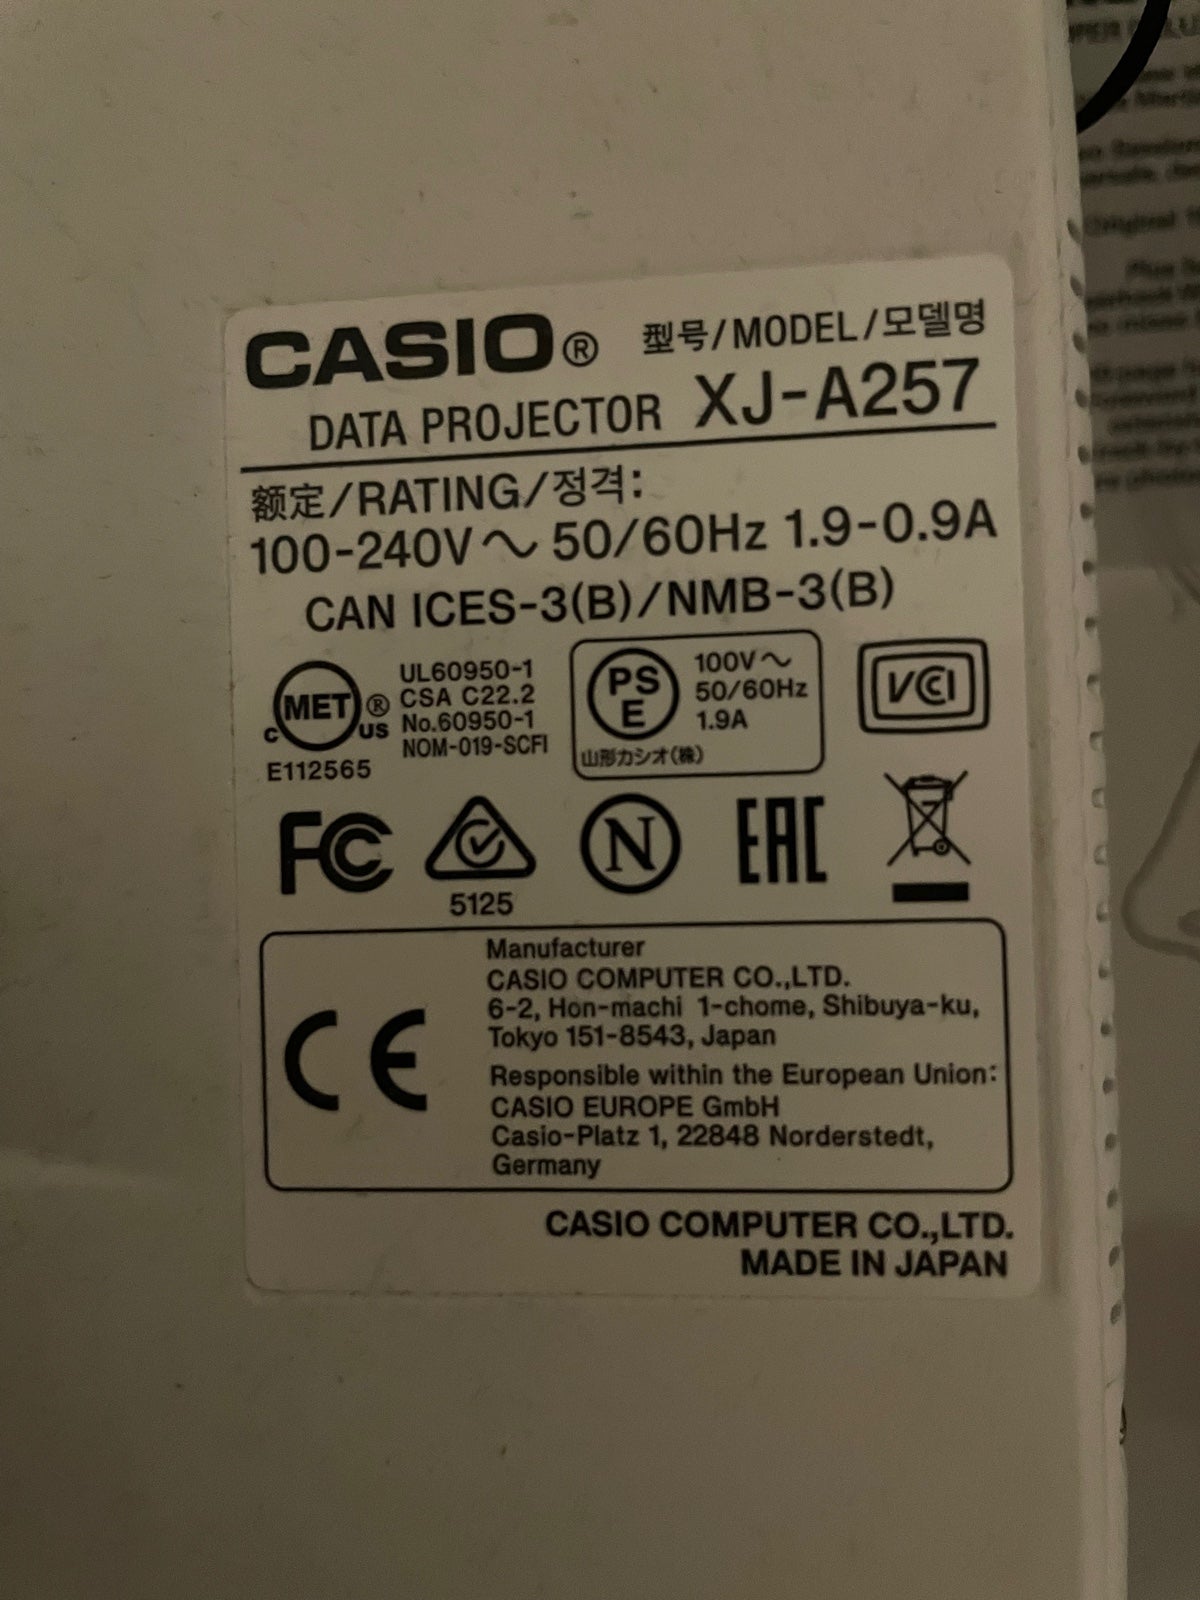 CASIO® 型号/MODEL/모델명
DATA PROJECTOR XJ-A257
额定/RATING/정격:
100-240V～ 50/60Hz 1.9-0.9A
CAN ICES-3(B)/NMB-3(B)
C MET® US
E112565
UL60950-1
CSA C22.2
No.60950-1
NOM-019-SCFI
PS
E
100V～
50/60Hz
1.9A
山形カシオ(株)
VCI
FC
5125
N
EAC
CE
Manufacturer
CASIO COMPUTER CO.,LTD.
6-2, Hon-machi 1-chome, Shibuya-ku,
Tokyo 151-8543, Japan
Responsible within the European Union:
CASIO EUROPE GmbH
Casio-Platz 1, 22848 Norderstedt,
Germany
CASIO COMPUTER CO.,LTD.
MADE IN JAPAN
Original